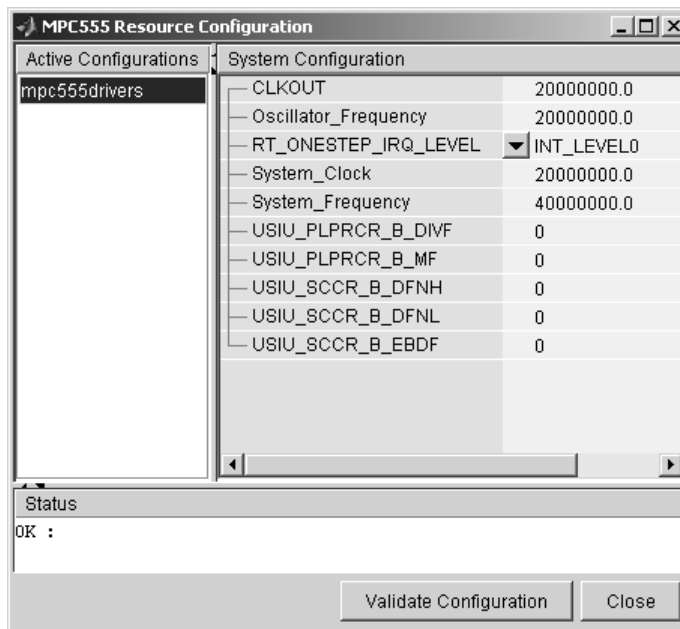 MPC555 Resource Configuration
Active Configurations
System Configuration
mpc555drivers
CLKOUT 20000000.0
Oscillator_Frequency 20000000.0
RT_ONESTEP_IRQ_LEVEL INT_LEVEL0
System_Clock 20000000.0
System_Frequency 40000000.0
USIU_PLPRCR_B_DIVF 0
USIU_PLPRCR_B_MF 0
USIU_SCCR_B_DFNH 0
USIU_SCCR_B_DFNL 0
USIU_SCCR_B_EBDF 0
Status
OK :
Validate Configuration
Close